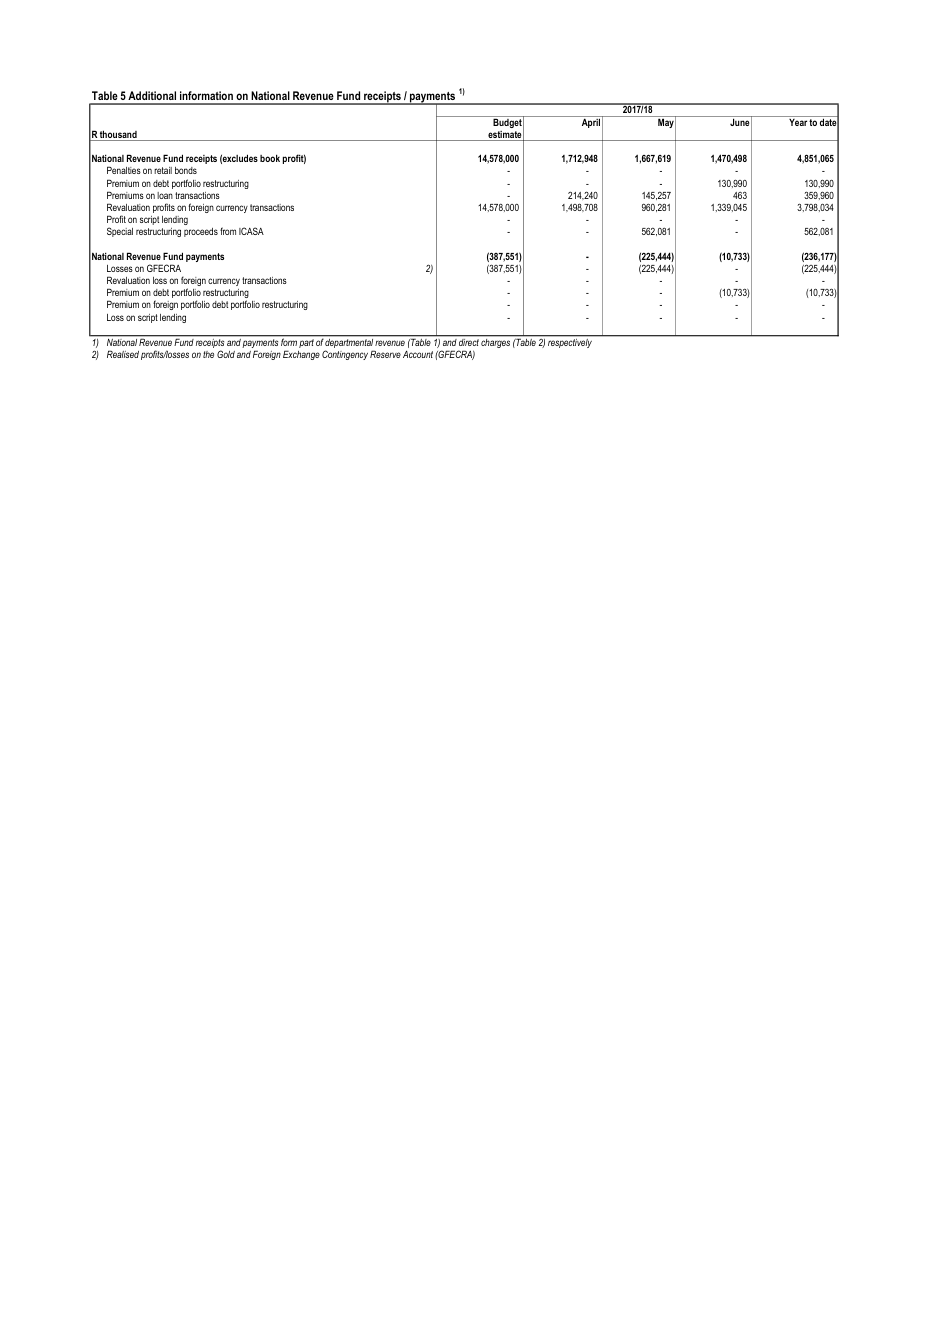 Table 5 Additional information on National Revenue Fund receipts / payments 1)
2017/18
R thousand Budget estimate April May June Year to date
National Revenue Fund receipts (excludes book profit) 14,578,000 1,712,948 1,667,619 1,470,498 4,851,065
Penalties on retail bonds - - - - -
Premium on debt portfolio restructuring - - - 130,990 130,990
Premiums on loan transactions - 214,240 145,257 463 359,960
Revaluation profits on foreign currency transactions 14,578,000 1,498,708 960,281 1,339,045 3,798,034
Profit on script lending - - - - -
Special restructuring proceeds from ICASA - - 562,081 - 562,081
National Revenue Fund payments (387,551) - (225,444) (10,733) (236,177)
Losses on GFECRA 2) (387,551) - (225,444) - (225,444)
Revaluation loss on foreign currency transactions - - - - -
Premium on debt portfolio restructuring - - - (10,733) (10,733)
Premium on foreign portfolio debt portfolio restructuring - - - - -
Loss on script lending - - - - -
1) National Revenue Fund receipts and payments form part of departmental revenue (Table 1) and direct charges (Table 2) respectively
2) Realised profits/losses on the Gold and Foreign Exchange Contingency Reserve Account (GFECRA)